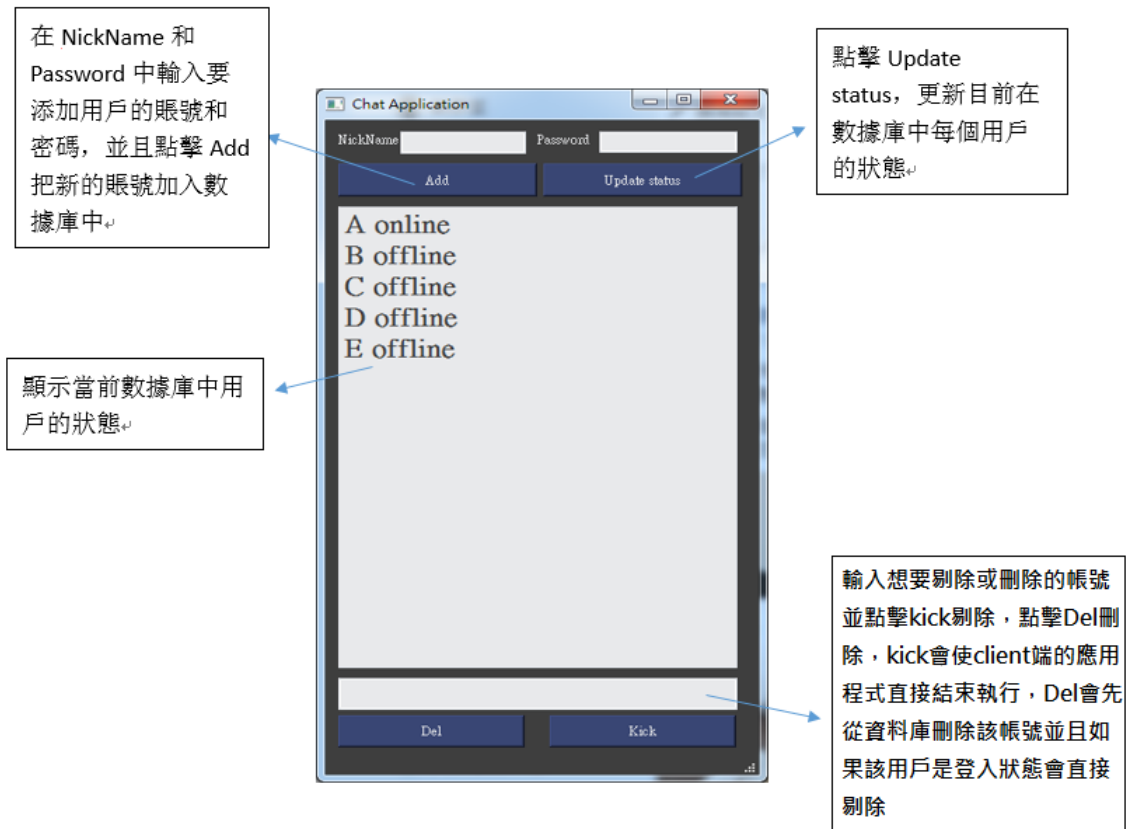 在 NickName 和
Password 中輸入要
添加用戶的賬號和
密碼，並且點擊 Add
把新的賬號加入數
據庫中↵
點擊 Update
status，更新目前在
數據庫中每個用戶
的狀態↵
Chat Application
NickName
Password
Add
Update status
A online
B offline
C offline
D offline
E offline
顯示當前數據庫中用
戶的狀態↵
Del
Kick
輸入想要剔除或刪除的帳號
並點擊kick剔除，點擊Del刪
除，kick會使client端的應用
程式直接結束執行，Del會先
從資料庫刪除該帳號並且如
果該用戶是登入狀態會直接
剔除